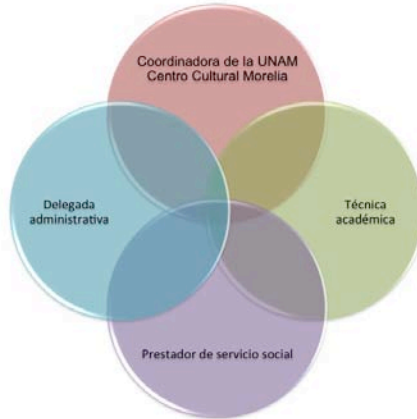 Coordinadora de la UNAM
Centro Cultural Morelia
Delegada
administrativa
Técnica
académica
Prestador de servicio social